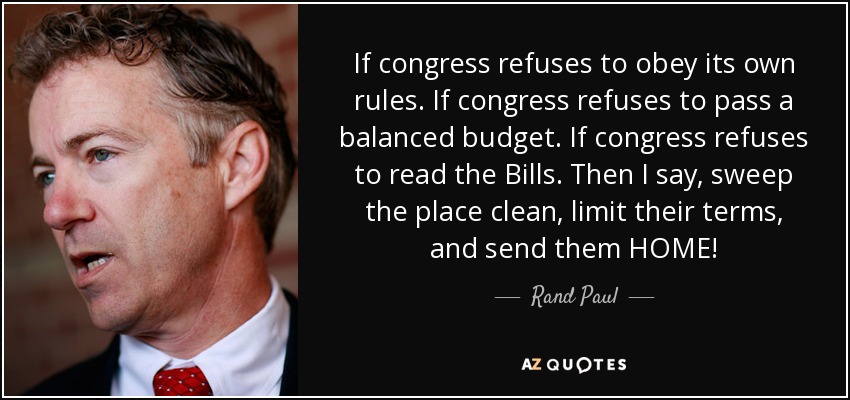 If congress refuses to obey its own
rules. If congress refuses to pass a
balanced budget. If congress refuses
to read the Bills. Then I say, sweep
the place clean, limit their terms,
and send them HOME!
Rand Paul
AZ QUOTES